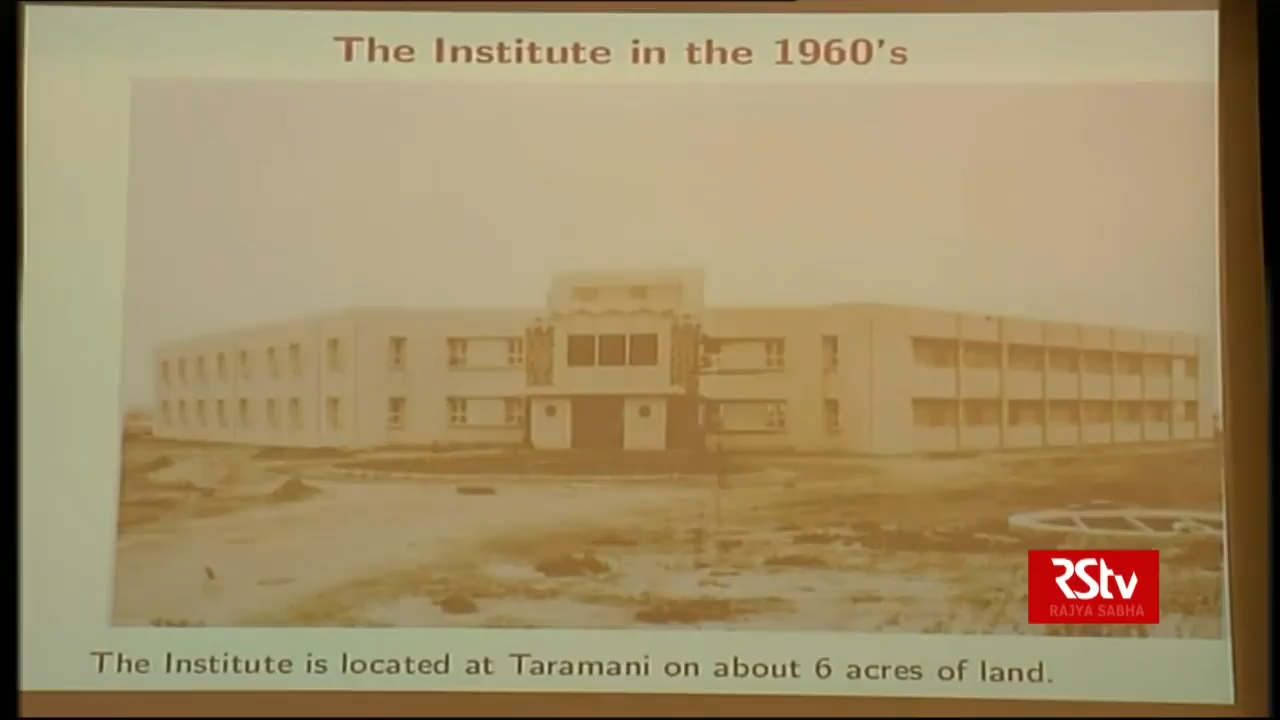 The Institute in the 1960's
RStv
RAJYA SABHA
The Institute is located at Taramani on about 6 acres of land.